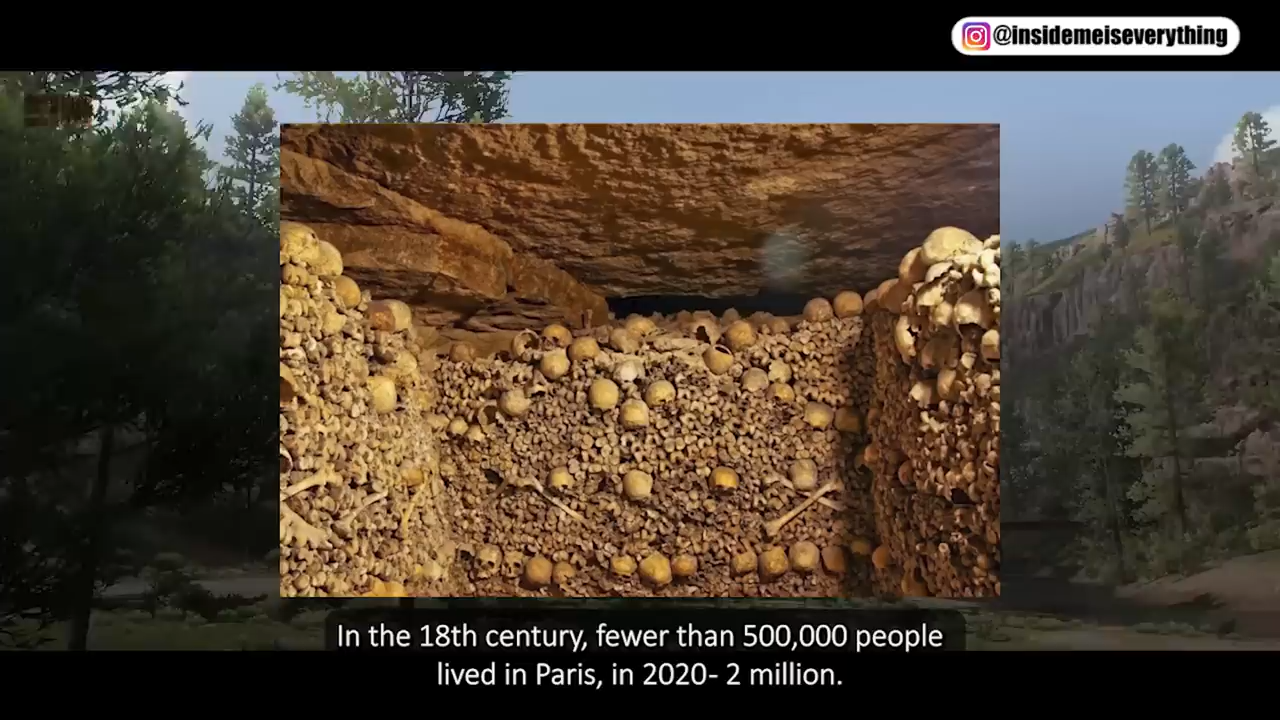 @insidemeiseverything
In the 18th century, fewer than 500,000 people
lived in Paris, in 2020- 2 million.